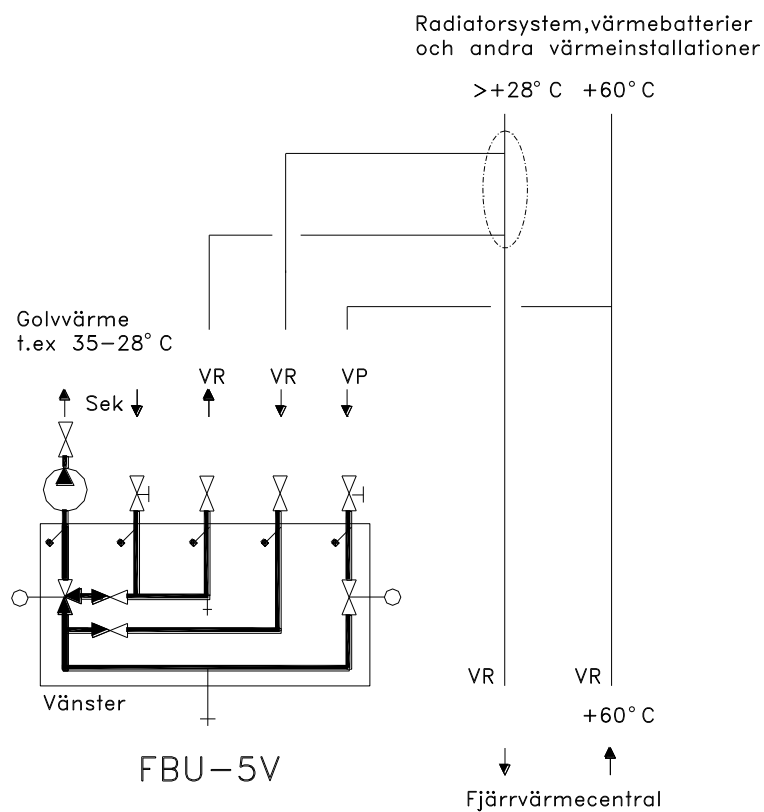 Radiatorsystem,värmebatterier
och andra värmeinstallationer
>+28°C +60°C
Golvvärme
t.ex 35-28°C
VR VR VP
Sek
VR VR
Vänster
+60°C
FBU-5V
Fjärrvärmecentral